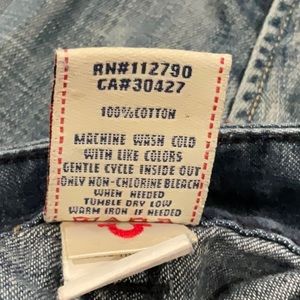 RN#112790
CA#30427
100%COTTON
MACHINE WASH COLD
WITH LIKE COLORS
GENTLE CYCLE INSIDE OUT
ONLY NON-CHLORINE BLEACH
WHEN NEEDED
TUMBLE DRY LOW
WARM IRON IF NEEDED